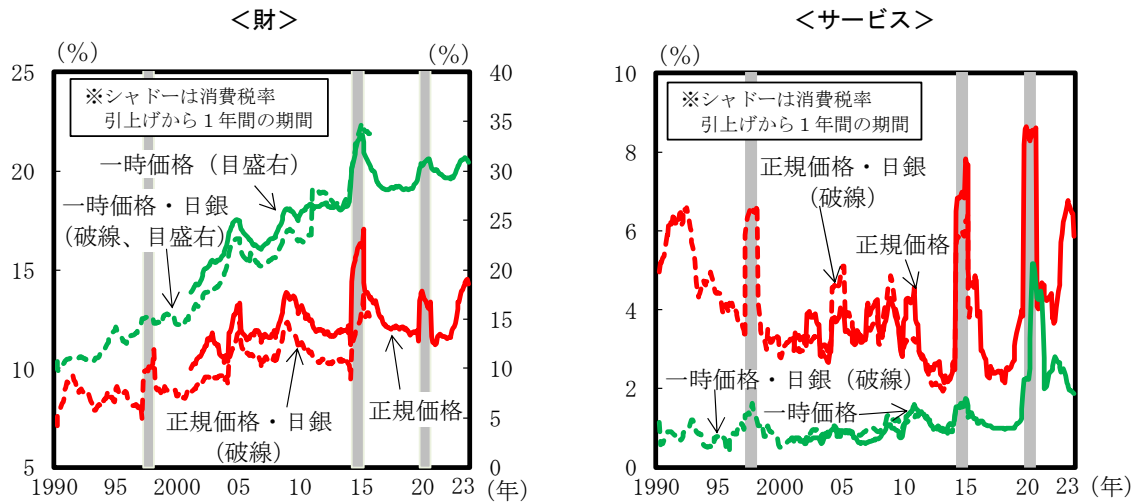 ＜財＞
(%)
(%)
25
20
15
10
5
40
35
30
25
20
15
10
5
0
※シャドーは消費税率
引上げから１年間の期間
一時価格（目盛右）
一時価格・日銀
（破線、目盛右）
正規価格・日銀
（破線）
正規価格
1990
95
2000
05
10
15
20
23
(年)
＜サービス＞
(%)
10
8
6
4
2
0
※シャドーは消費税率
引上げから１年間の期間
正規価格・日銀
（破線）
正規価格
一時価格・日銀（破線）
一時価格
1990
95
2000
05
10
15
20
23
(年)